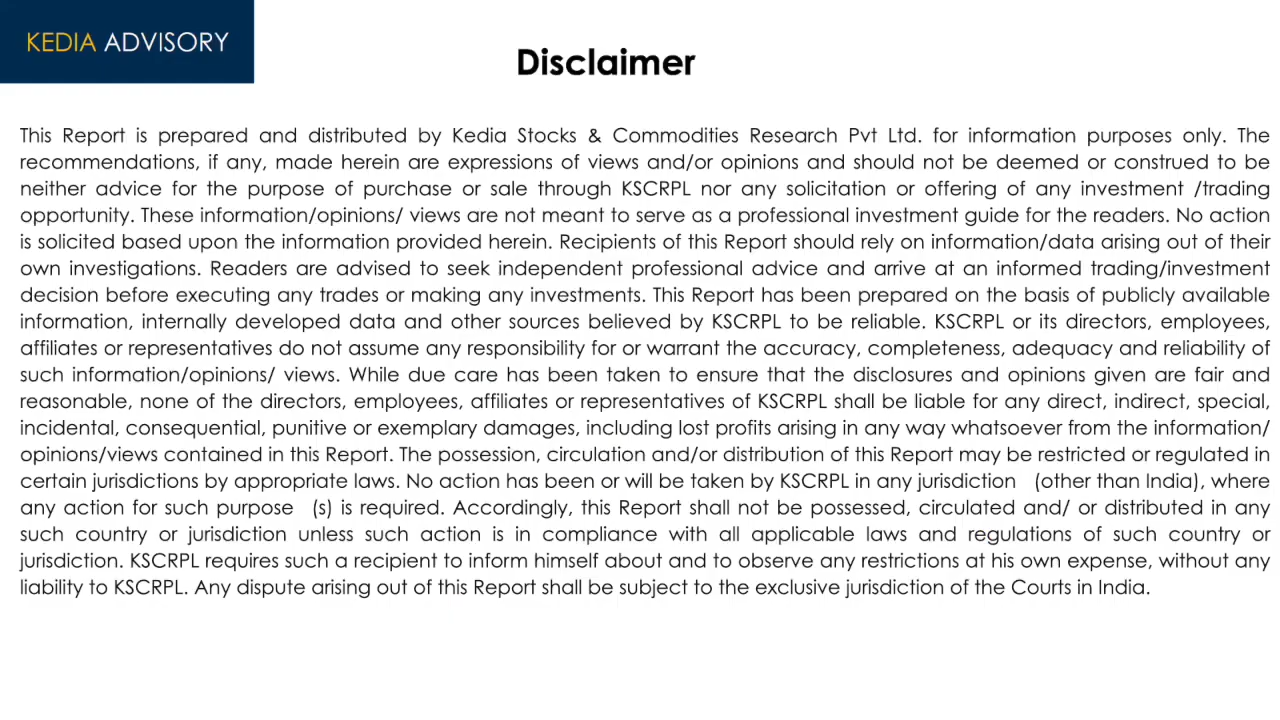 KEDIA ADVISORY
Disclaimer
This Report is prepared and distributed by Kedia Stocks & Commodities Research Pvt Ltd. for information purposes only. The
recommendations, if any, made herein are expressions of views and/or opinions and should not be deemed or construed to be
neither advice for the purpose of purchase or sale through KSCRPL nor any solicitation or offering of any investment /trading
opportunity. These information/opinions/ views are not meant to serve as a professional investment guide for the readers. No action
is solicited based upon the information provided herein. Recipients of this Report should rely on information/data arising out of their
own investigations. Readers are advised to seek independent professional advice and arrive at an informed trading/investment
decision before executing any trades or making any investments. This Report has been prepared on the basis of publicly available
information, internally developed data and other sources believed by KSCRPL to be reliable. KSCRPL or its directors, employees,
affiliates or representatives do not assume any responsibility for or warrant the accuracy, completeness, adequacy and reliability of
such information/opinions/ views. While due care has been taken to ensure that the disclosures and opinions given are fair and
reasonable, none of the directors, employees, affiliates or representatives of KSCRPL shall be liable for any direct, indirect, special,
incidental, consequential, punitive or exemplary damages, including lost profits arising in any way whatsoever from the information/
opinions/views contained in this Report. The possession, circulation and/or distribution of this Report may be restricted or regulated in
certain jurisdictions by appropriate laws. No action has been or will be taken by KSCRPL in any jurisdiction (other than India), where
any action for such purpose (s) is required. Accordingly, this Report shall not be possessed, circulated and/ or distributed in any
such country or jurisdiction unless such action is in compliance with all applicable laws and regulations of such country or
jurisdiction. KSCRPL requires such a recipient to inform himself about and to observe any restrictions at his own expense, without any
liability to KSCRPL. Any dispute arising out of this Report shall be subject to the exclusive jurisdiction of the Courts in India.